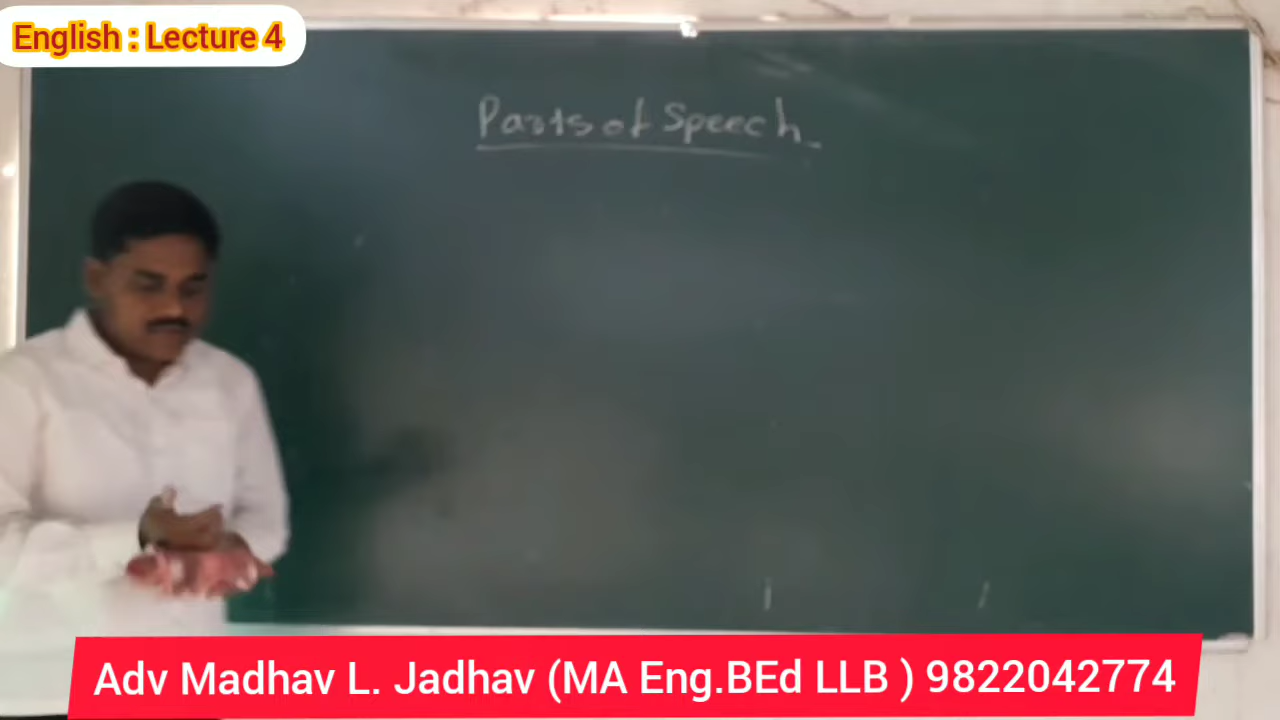 English : Lecture 4
Parts of Speech
Adv Madhav L. Jadhav (MA Eng.BEd LLB ) 9822042774